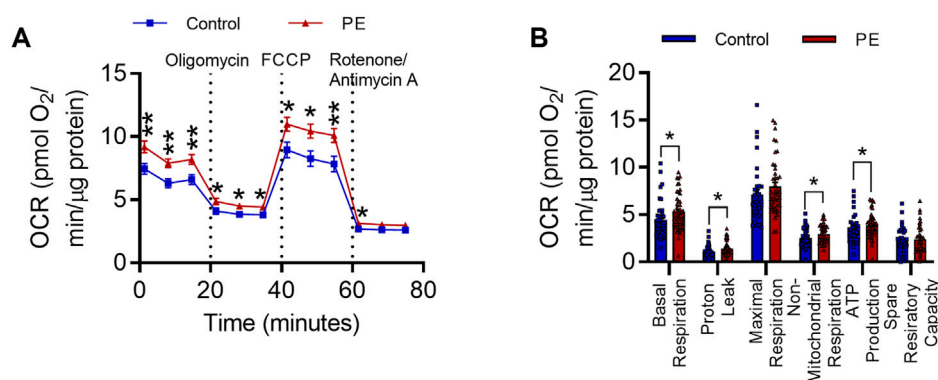 Control PE
A
Oligomycin FCCP Rotenone/
Antimycin A
OCR (pmol O2/
min/μg protein)
15
10
5
0
** ** ** * * * * * ** *
0 20 40 60 80
Time (minutes)
B
Control PE
OCR (pmol O2/
min/μg protein)
20
15
10
5
0
* * * *
Basal
Respiration
Proton
Leak
Maximal
Respiration
Non-
Mitochondrial
Respiration
ATP
Production
Spare
Resiratory
Capacity